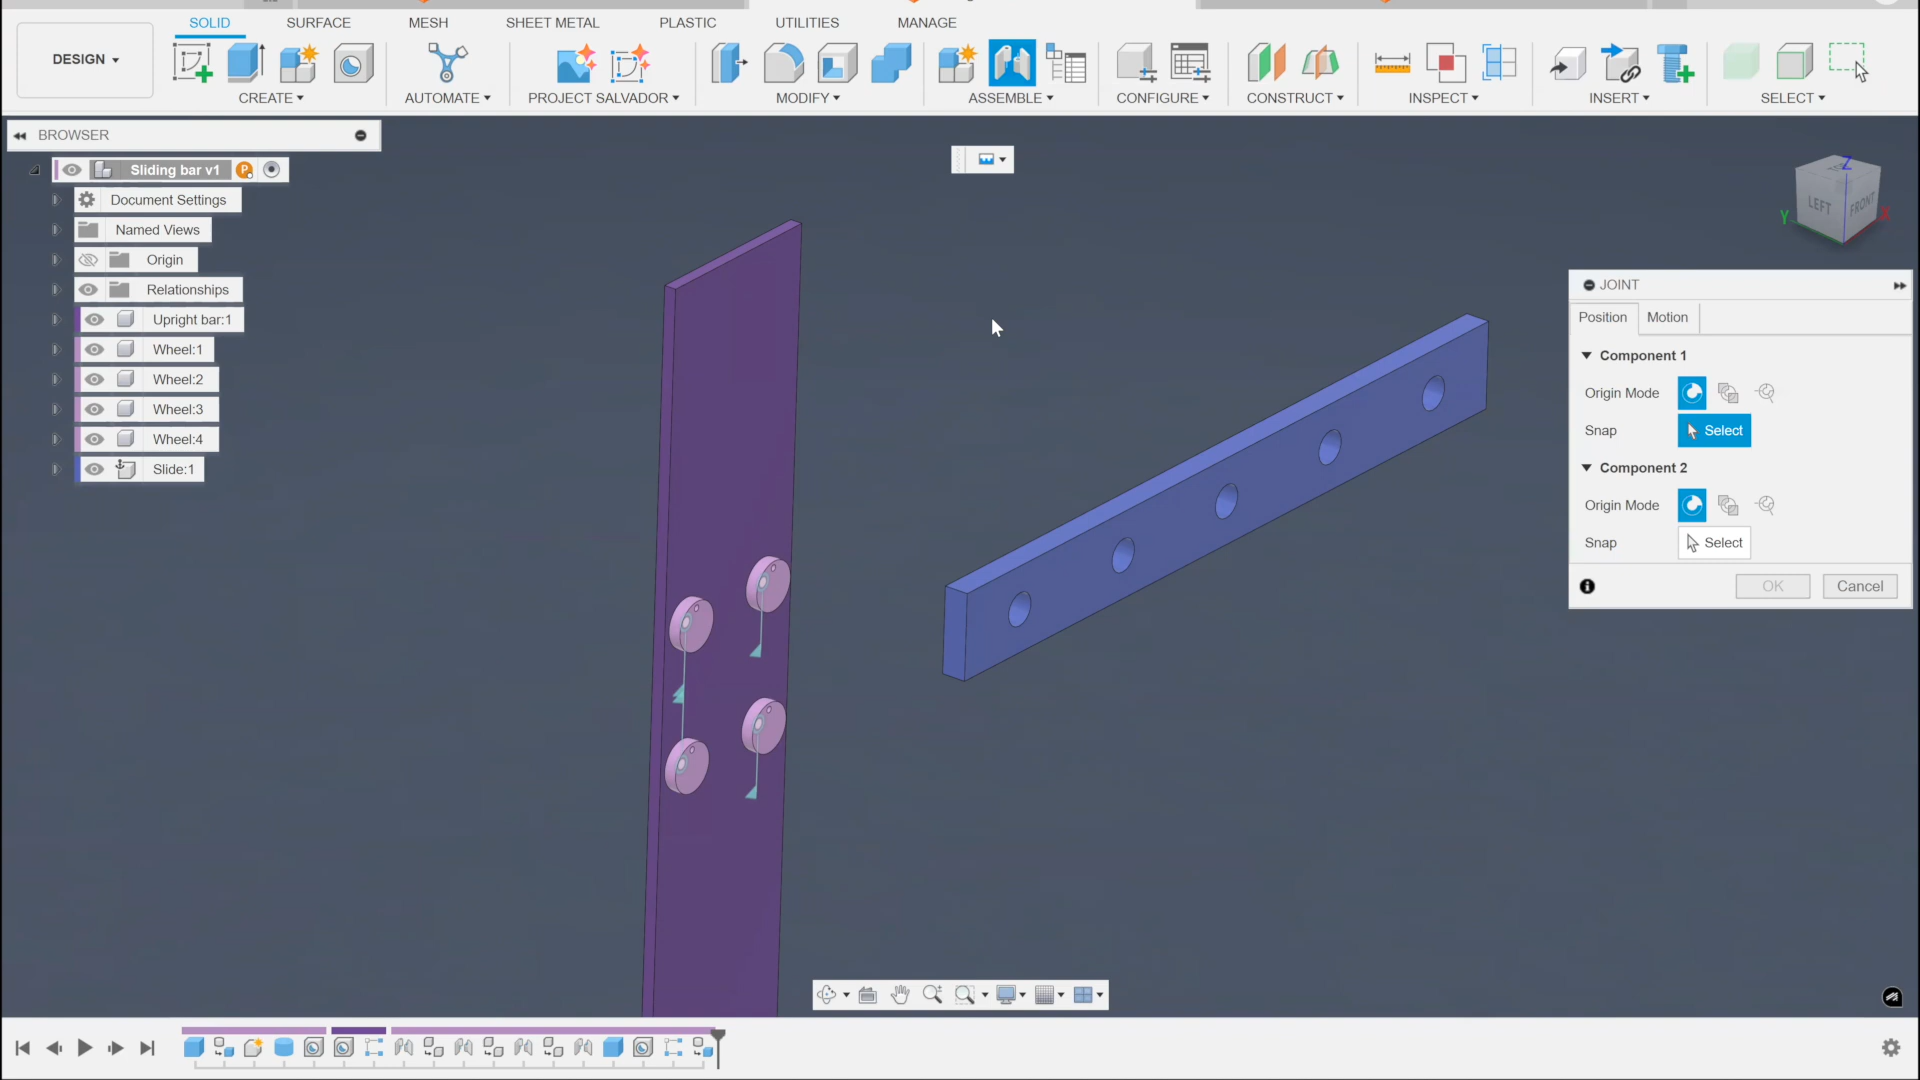 SOLID SURFACE MESH SHEET METAL PLASTIC UTILITIES MANAGE
DESIGN
CREATE AUTOMATE PROJECT SALVADOR MODIFY ASSEMBLE CONFIGURE CONSTRUCT INSPECT INSERT SELECT
BROWSER
Sliding bar v1 P
Document Settings
Named Views
Origin
Relationships
Upright bar:1
Wheel:1
Wheel:2
Wheel:3
Wheel:4
Slide:1
Z
LEFT FRONT
Y X
JOINT
Position Motion
Component 1
Origin Mode
Snap Select
Component 2
Origin Mode
Snap Select
OK Cancel